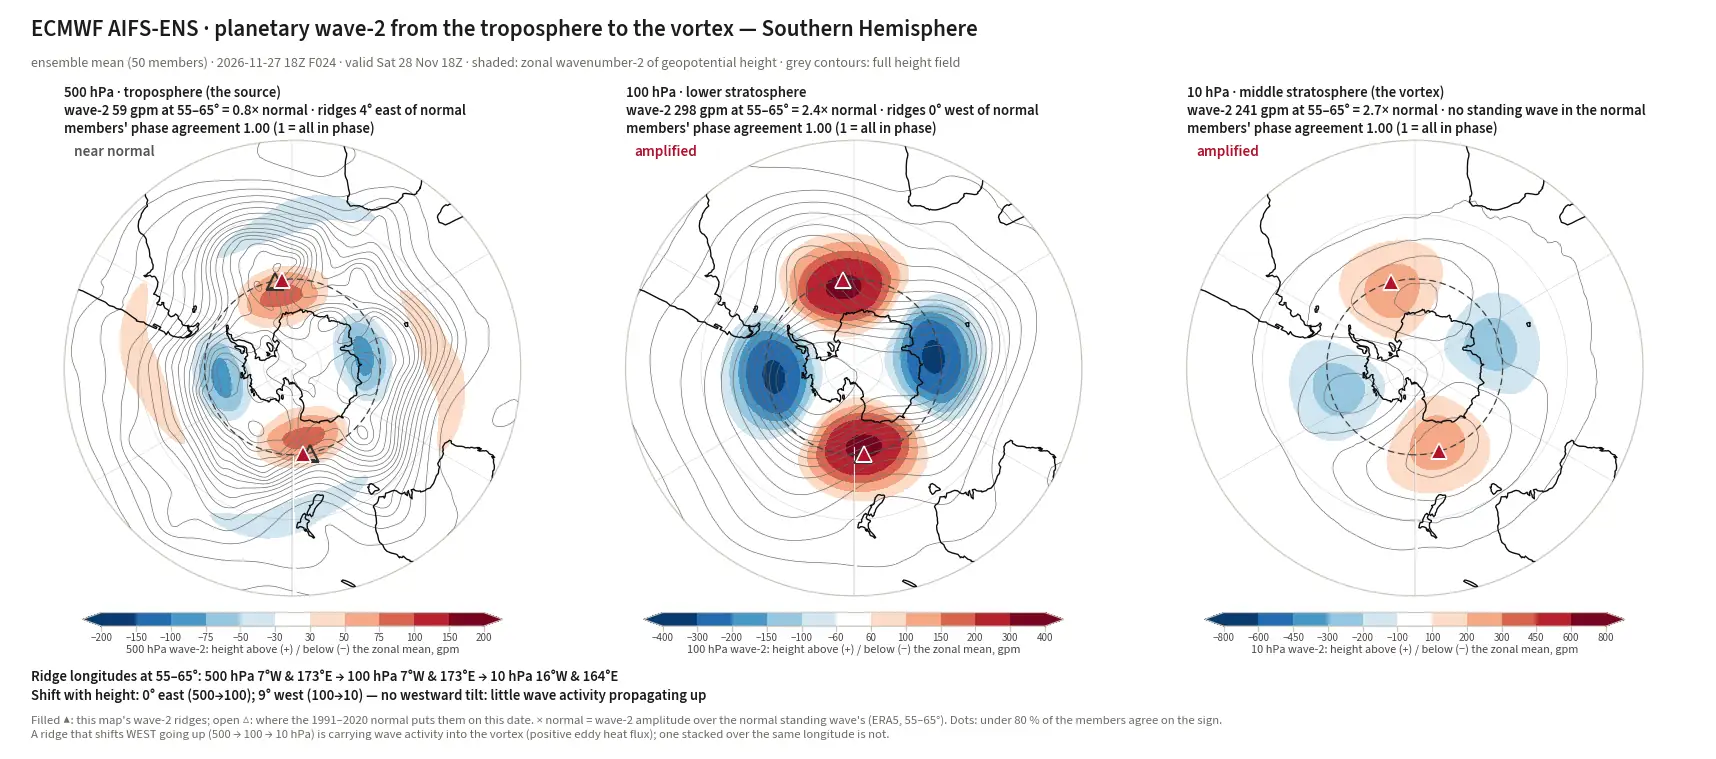 ECMWF AIFS-ENS · planetary wave-2 from the troposphere to the vortex — Southern Hemisphere
ensemble mean (50 members) · 2026-11-27 18Z F024 · valid Sat 28 Nov 18Z · shaded: zonal wavenumber-2 of geopotential height · grey contours: full height field
500 hPa · troposphere (the source)
wave-2 59 gpm at 55–65° = 0.8× normal · ridges 4° east of normal
members' phase agreement 1.00 (1 = all in phase)
near normal
100 hPa · lower stratosphere
wave-2 298 gpm at 55–65° = 2.4× normal · ridges 0° west of normal
members' phase agreement 1.00 (1 = all in phase)
amplified
10 hPa · middle stratosphere (the vortex)
wave-2 241 gpm at 55–65° = 2.7× normal · no standing wave in the normal
members' phase agreement 1.00 (1 = all in phase)
amplified
−200 −150 −100 −75 −50 −30 30 50 75 100 150 200
500 hPa wave-2: height above (+) / below (−) the zonal mean, gpm
−400 −300 −200 −150 −100 −60 60 100 150 200 300 400
100 hPa wave-2: height above (+) / below (−) the zonal mean, gpm
−800 −600 −450 −300 −200 −100 100 200 300 450 600 800
10 hPa wave-2: height above (+) / below (−) the zonal mean, gpm
Ridge longitudes at 55–65°: 500 hPa 7°W & 173°E → 100 hPa 7°W & 173°E → 10 hPa 16°W & 164°E
Shift with height: 0° east (500→100); 9° west (100→10) — no westward tilt: little wave activity propagating up
Filled ▲: this map's wave-2 ridges; open △: where the 1991–2020 normal puts them on this date. × normal = wave-2 amplitude over the normal standing wave's (ERA5, 55–65°). Dots: under 80 % of the members agree on the sign.
A ridge that shifts WEST going up (500 → 100 → 10 hPa) is carrying wave activity into the vortex (positive eddy heat flux); one stacked over the same longitude is not.